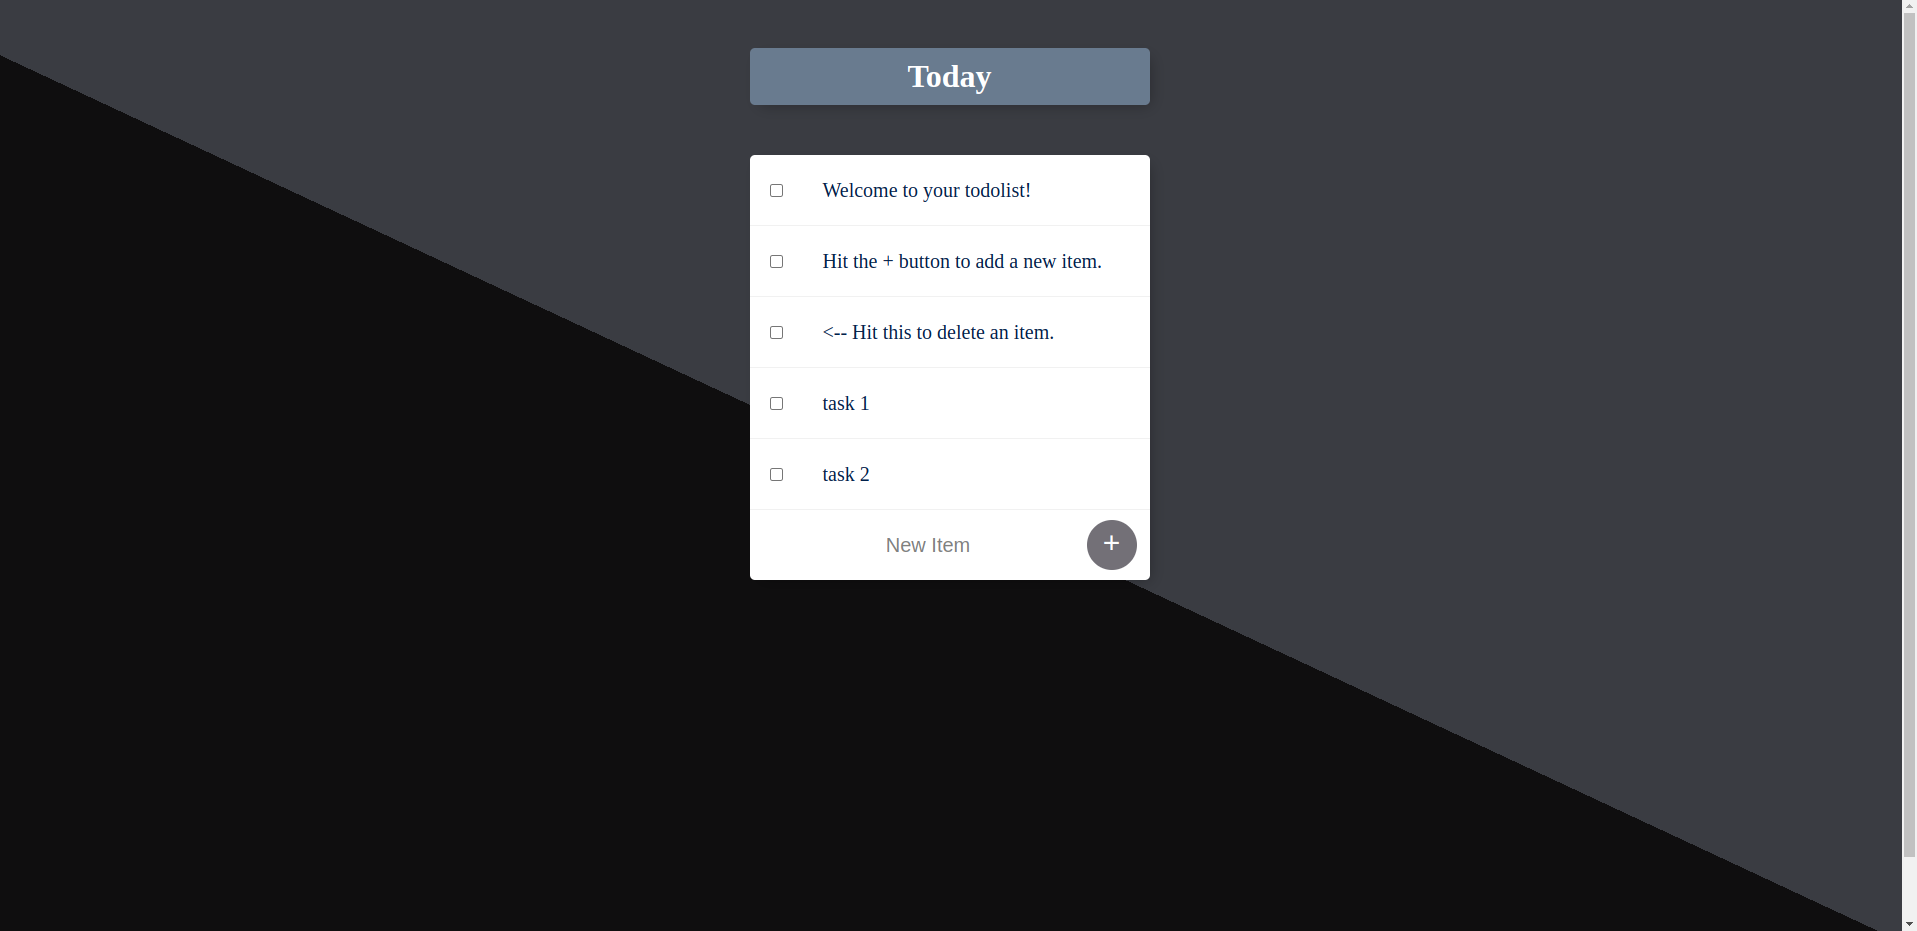 Today
Welcome to your todolist!
Hit the + button to add a new item.
<-- Hit this to delete an item.
task 1
task 2
New Item
+